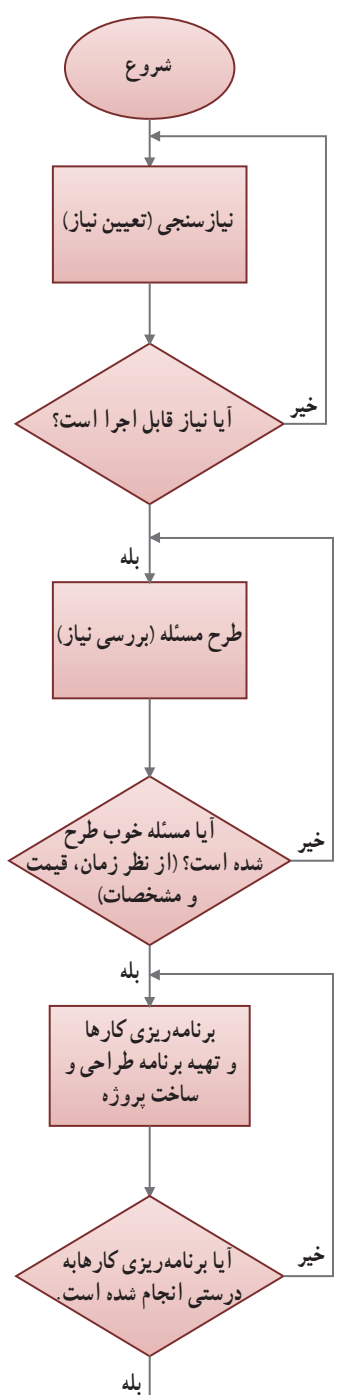 شروع
نیازسنجی (تعیین نیاز)
آیا نیاز قابل اجرا است؟
خیر
بله
طرح مسئله (بررسی نیاز)
آیا مسئله خوب طرح
شده است؟ (از نظر زمان، قیمت
و مشخصات)
خیر
بله
برنامه‌ریزی کارها
و تهیه برنامه طراحی و
ساخت پروژه
آیا برنامه‌ریزی کارهابه
درستی انجام شده است.
خیر
بله